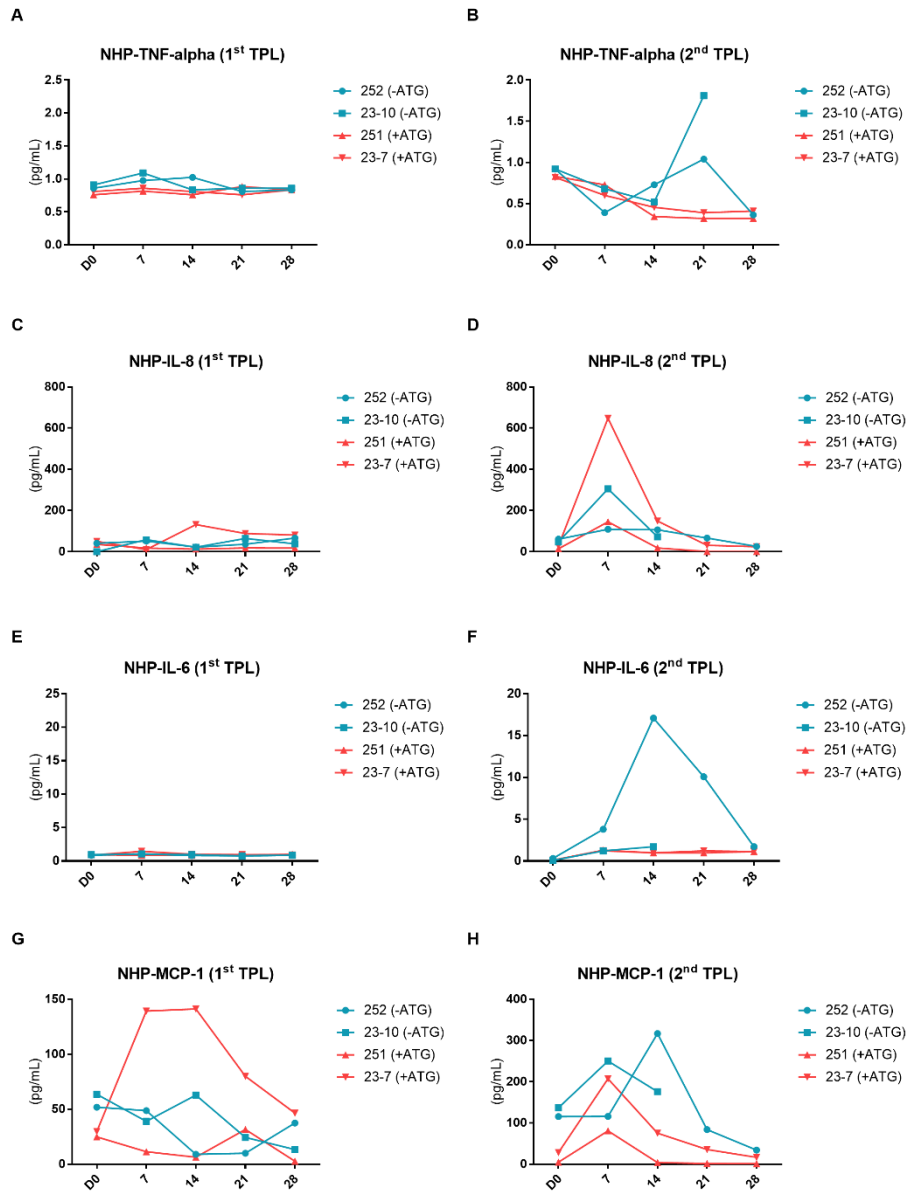 A
NHP-TNF-alpha (1st TPL)
2.5
2.0
1.5
1.0
0.5
0.0
(pg/mL)
D0
7
14
21
28
252 (-ATG)
23-10 (-ATG)
251 (+ATG)
23-7 (+ATG)
B
NHP-TNF-alpha (2nd TPL)
2.0
1.5
1.0
0.5
0.0
(pg/mL)
D0
7
14
21
28
252 (-ATG)
23-10 (-ATG)
251 (+ATG)
23-7 (+ATG)
C
NHP-IL-8 (1st TPL)
800
600
400
200
0
(pg/mL)
D0
7
14
21
28
252 (-ATG)
23-10 (-ATG)
251 (+ATG)
23-7 (+ATG)
D
NHP-IL-8 (2nd TPL)
800
600
400
200
0
(pg/mL)
D0
7
14
21
28
252 (-ATG)
23-10 (-ATG)
251 (+ATG)
23-7 (+ATG)
E
NHP-IL-6 (1st TPL)
25
20
15
10
5
0
(pg/mL)
D0
7
14
21
28
252 (-ATG)
23-10 (-ATG)
251 (+ATG)
23-7 (+ATG)
F
NHP-IL-6 (2nd TPL)
20
15
10
5
0
(pg/mL)
D0
7
14
21
28
252 (-ATG)
23-10 (-ATG)
251 (+ATG)
23-7 (+ATG)
G
NHP-MCP-1 (1st TPL)
150
100
50
0
(pg/mL)
D0
7
14
21
28
252 (-ATG)
23-10 (-ATG)
251 (+ATG)
23-7 (+ATG)
H
NHP-MCP-1 (2nd TPL)
400
300
200
100
0
(pg/mL)
D0
7
14
21
28
252 (-ATG)
23-10 (-ATG)
251 (+ATG)
23-7 (+ATG)